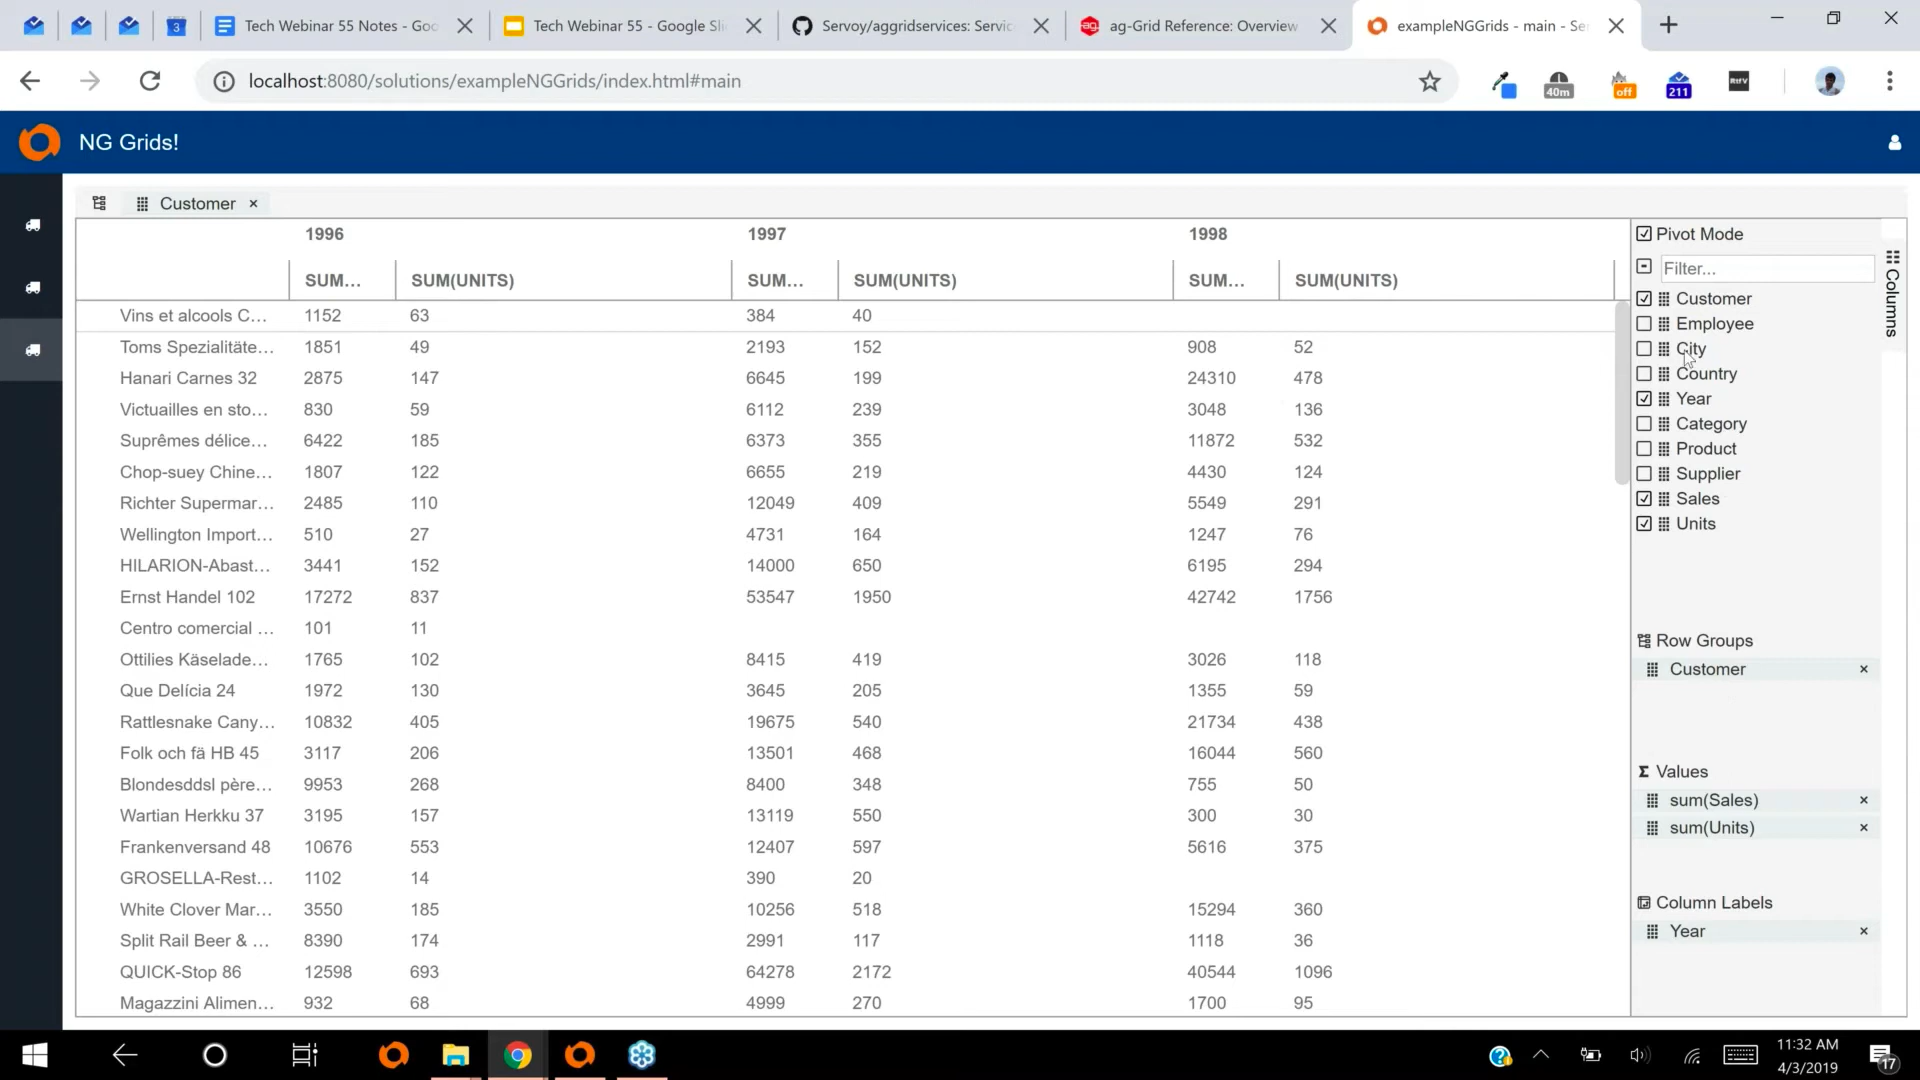 3
Tech Webinar 55 Notes - Goo
Tech Webinar 55 - Google Sli
Servoy/aggridservices: Servic
ag-Grid Reference: Overview
exampleNGGrids - main - Se
localhost:8080/solutions/exampleNGGrids/index.html#main
40m
off
211
NG Grids!
Customer ×
1996 1997 1998
SUM... SUM(UNITS) SUM... SUM(UNITS) SUM... SUM(UNITS)
Vins et alcools C... 1152 63 384 40
Toms Spezialitäte... 1851 49 2193 152 908 52
Hanari Carnes 32 2875 147 6645 199 24310 478
Victuailles en sto... 830 59 6112 239 3048 136
Suprêmes délice... 6422 185 6373 355 11872 532
Chop-suey Chine... 1807 122 6655 219 4430 124
Richter Supermar... 2485 110 12049 409 5549 291
Wellington Import... 510 27 4731 164 1247 76
HILARION-Abast... 3441 152 14000 650 6195 294
Ernst Handel 102 17272 837 53547 1950 42742 1756
Centro comercial ... 101 11
Ottilies Käselade... 1765 102 8415 419 3026 118
Que Delícia 24 1972 130 3645 205 1355 59
Rattlesnake Cany... 10832 405 19675 540 21734 438
Folk och fä HB 45 3117 206 13501 468 16044 560
Blondesddsl père... 9953 268 8400 348 755 50
Wartian Herkku 37 3195 157 13119 550 300 30
Frankenversand 48 10676 553 12407 597 5616 375
GROSELLA-Rest... 1102 14 390 20
White Clover Mar... 3550 185 10256 518 15294 360
Split Rail Beer & ... 8390 174 2991 117 1118 36
QUICK-Stop 86 12598 693 64278 2172 40544 1096
Magazzini Alimen... 932 68 4999 270 1700 95
Pivot Mode
Filter...
Customer
Employee
City
Country
Year
Category
Product
Supplier
Sales
Units
Columns
Row Groups
Customer ×
Σ Values
sum(Sales) ×
sum(Units) ×
Column Labels
Year ×
11:32 AM
4/3/2019
17